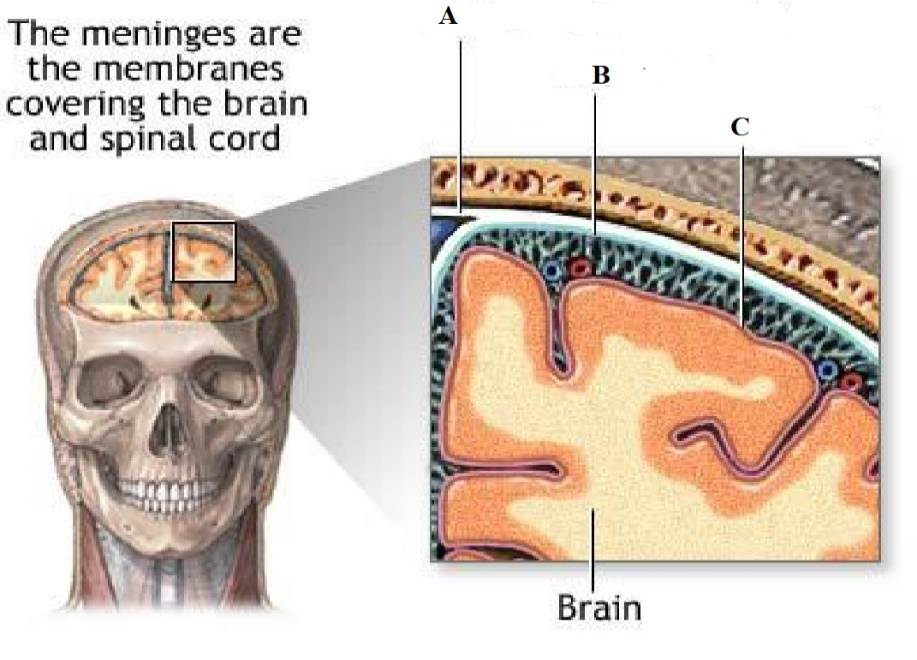 The meninges are
the membranes
covering the brain
and spinal cord
A
B
C
Brain